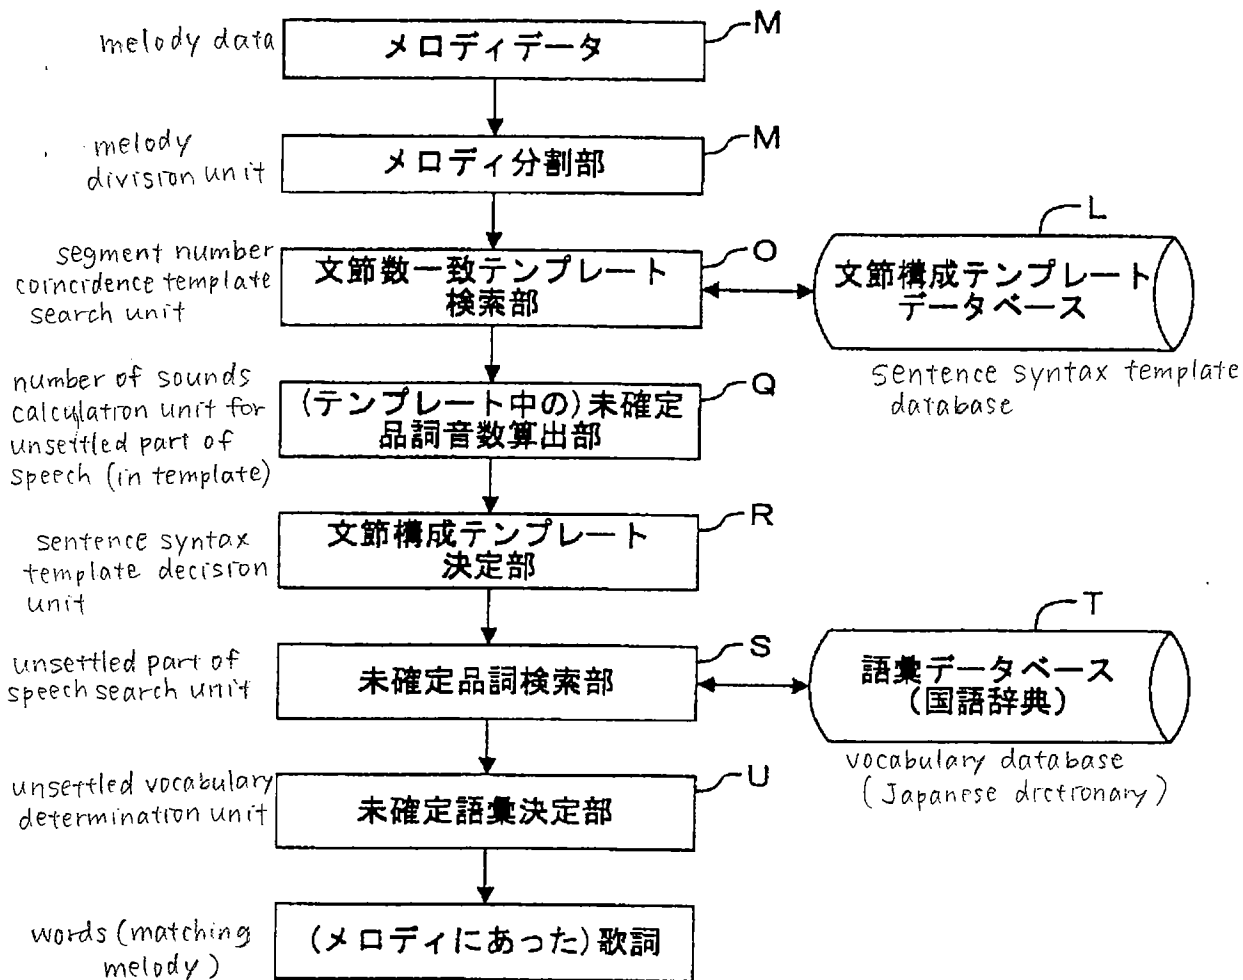 melody data
メロディデータ
M
melody
division unit
メロディ分割部
M
segment number
coincidence template
search unit
文節数一致テンプレート
検索部
O
L
文節構成テンプレート
データベース
sentence syntax template
database
number of sounds
calculation unit for
unsettled part of
speech (in template)
(テンプレート中の)未確定
品詞音数算出部
Q
sentence syntax
template decision
unit
文節構成テンプレート
決定部
R
unsettled part of
speech search unit
未確定品詞検索部
S
T
語彙データベース
(国語辞典)
vocabulary database
(Japanese dictionary)
unsettled vocabulary
determination unit
未確定語彙決定部
U
words (matching
melody)
(メロディにあった)歌詞